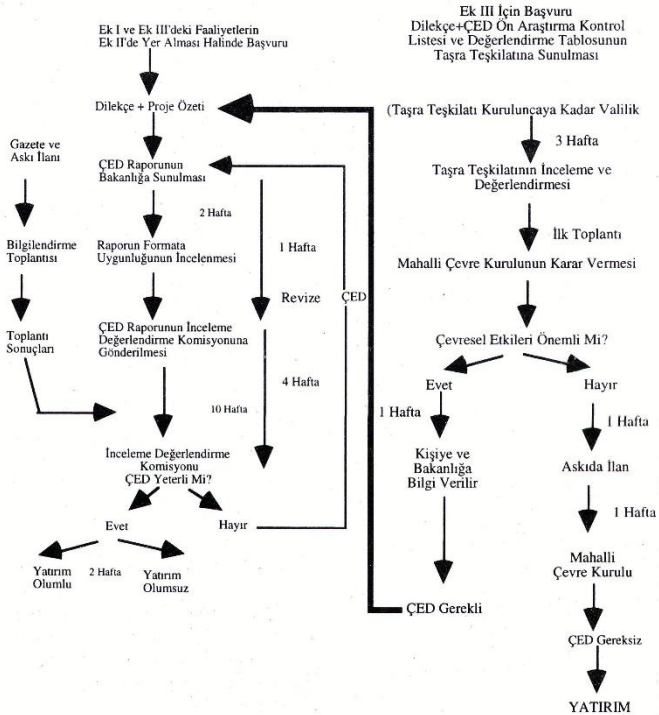 Ek I ve Ek III'deki Faaliyetlerin
Ek II'de Yer Alması Halinde Başvuru
Dilekçe + Proje Özeti
Gazete ve
Askı İlanı
ÇED Raporunun
Bakanlığa Sunulması
2 Hafta
1 Hafta
Bilgilendirme
Toplantısı
Raporun Formata
Uygunluğunun İncelenmesi
Revize
ÇED
Toplantı
Sonuçları
ÇED Raporunun İnceleme
Değerlendirme Komisyonuna
Gönderilmesi
4 Hafta
10 Hafta
İnceleme Değerlendirme
Komisyonu
ÇED Yeterli Mi?
Evet
Hayır
Yatırım
Olumlu
2 Hafta
Yatırım
Olumsuz
Ek III İçin Başvuru
Dilekçe+ÇED Ön Araştırma Kontrol
Listesi ve Değerlendirme Tablosunun
Taşra Teşkilatına Sunulması
(Taşra Teşkilatı Kuruluncaya Kadar Valilik
3 Hafta
Taşra Teşkilatının İnceleme ve
Değerlendirmesi
İlk Toplantı
Mahalli Çevre Kurulunun Karar Vermesi
Çevresel Etkileri Önemli Mi?
Evet
Hayır
1 Hafta
1 Hafta
Kişiye ve
Bakanlığa
Bilgi Verilir
Askıda İlan
1 Hafta
Mahalli
Çevre Kurulu
ÇED Gerekli
ÇED Gereksiz
YATIRIM